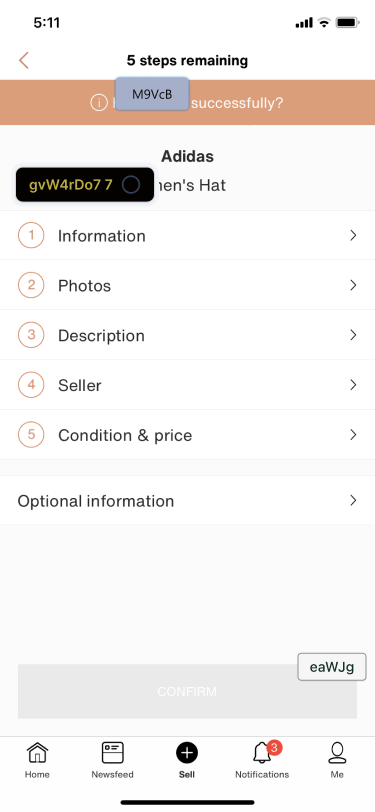 5:11
5 steps remaining
M9VcB
successfully?
Adidas
gvW4rDo7 7
Hat
1 Information
2 Photos
3 Description
4 Seller
5 Condition & price
Optional information
eaWJg
CONFIRM
3
Home Newsfeed Sell Notifications Me